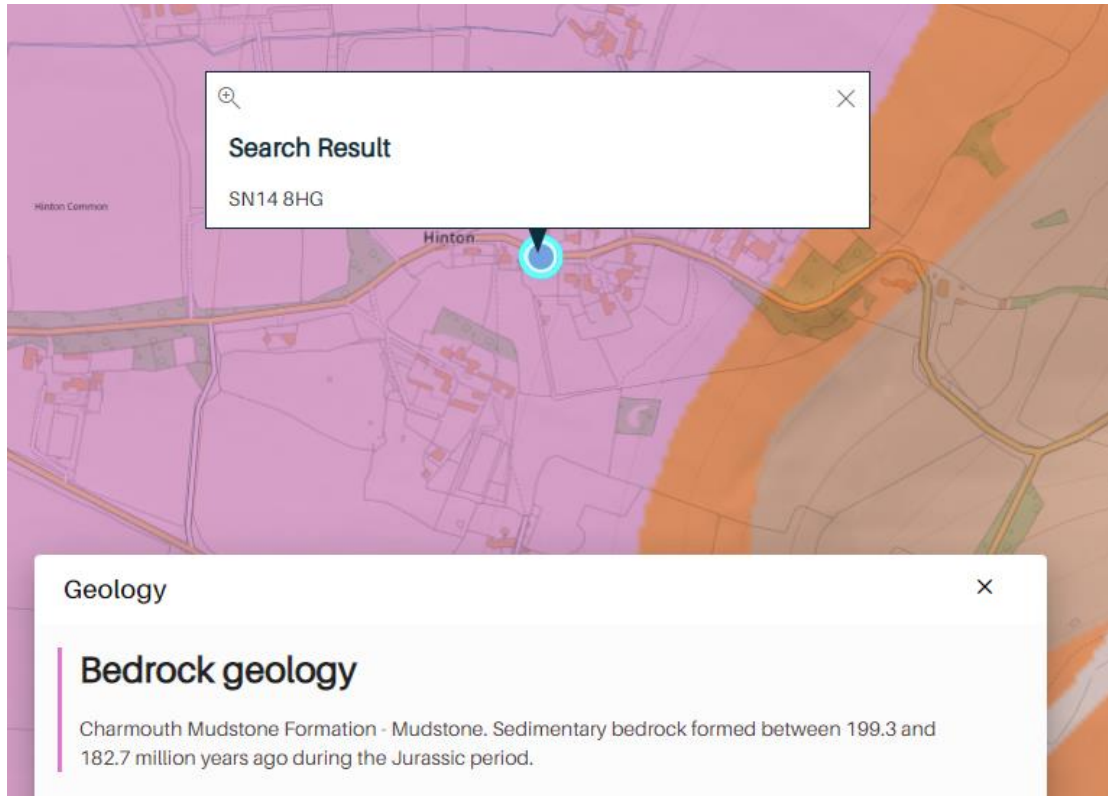 Search Result
SN14 8HG
Hinton Common
Hinton
Geology
Bedrock geology
Charmouth Mudstone Formation - Mudstone. Sedimentary bedrock formed between 199.3 and
182.7 million years ago during the Jurassic period.